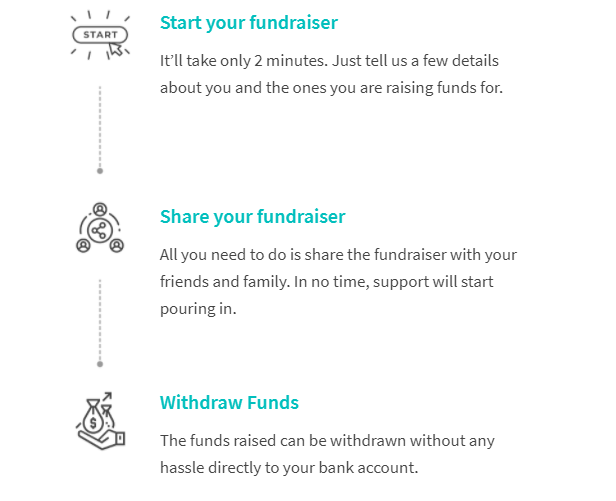 START
Start your fundraiser
It’ll take only 2 minutes. Just tell us a few details
about you and the ones you are raising funds for.
Share your fundraiser
All you need to do is share the fundraiser with your
friends and family. In no time, support will start
pouring in.
$
Withdraw Funds
The funds raised can be withdrawn without any
hassle directly to your bank account.